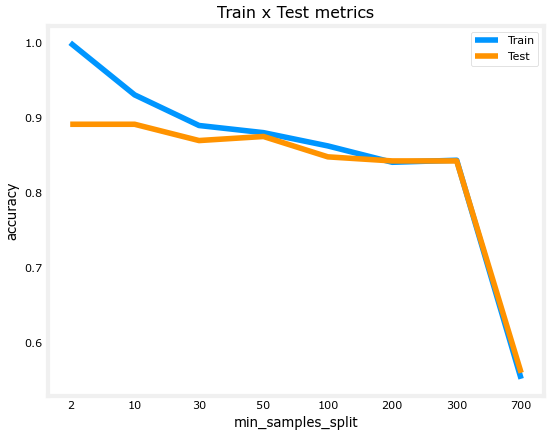 Train x Test metrics
Train
Test
1.0
0.9
0.8
0.7
0.6
accuracy
2 10 30 50 100 200 300 700
min_samples_split